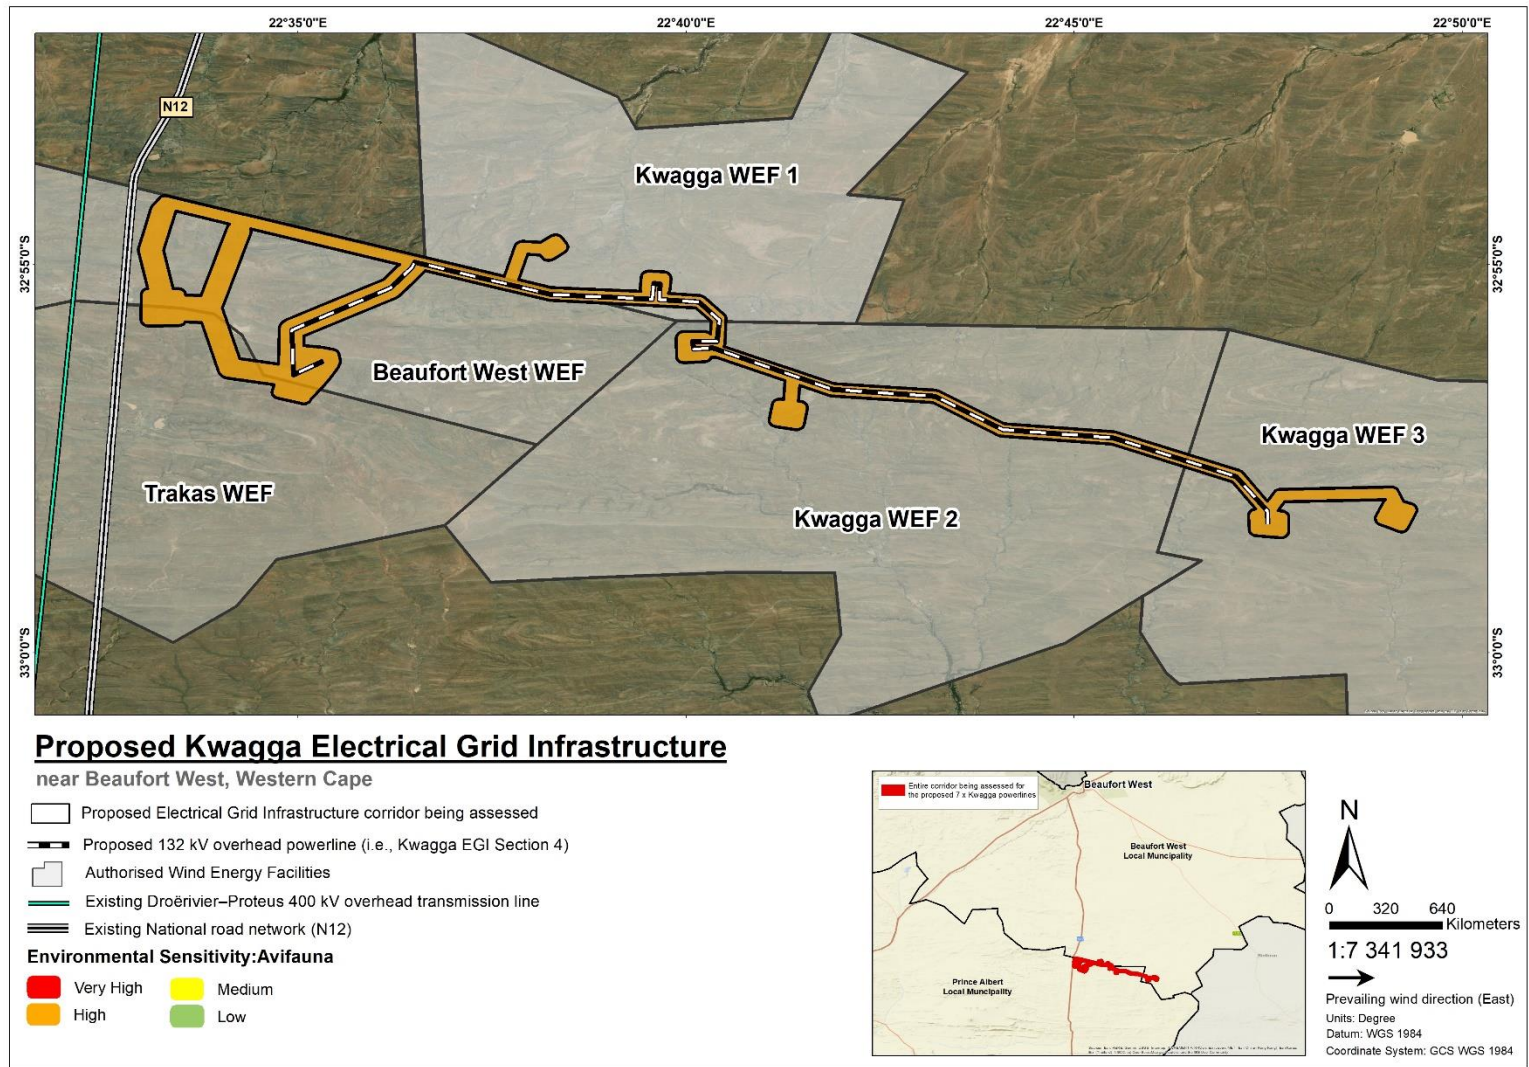 22°35'0"E
22°40'0"E
22°45'0"E
22°50'0"E
N12
Kwagga WEF 1
32°55'0"S
32°55'0"S
Beaufort West WEF
Kwagga WEF 3
Trakas WEF
Kwagga WEF 2
33°0'0"S
33°0'0"S
Proposed Kwagga Electrical Grid Infrastructure
near Beaufort West, Western Cape
Proposed Electrical Grid Infrastructure corridor being assessed
Proposed 132 kV overhead powerline (i.e., Kwagga EGI Section 4)
Authorised Wind Energy Facilities
Existing Droërivier–Proteus 400 kV overhead transmission line
Existing National road network (N12)
Environmental Sensitivity:Avifauna
Very High
Medium
High
Low
Entire corridor being assessed for
the proposed 7 x Kwagga powerlines
Beaufort West
Beaufort West
Local Muncipality
Prince Albert
Local Muncipality
N
0 320 640
Kilometers
1:7 341 933
Prevailing wind direction (East)
Units: Degree
Datum: WGS 1984
Coordinate System: GCS WGS 1984